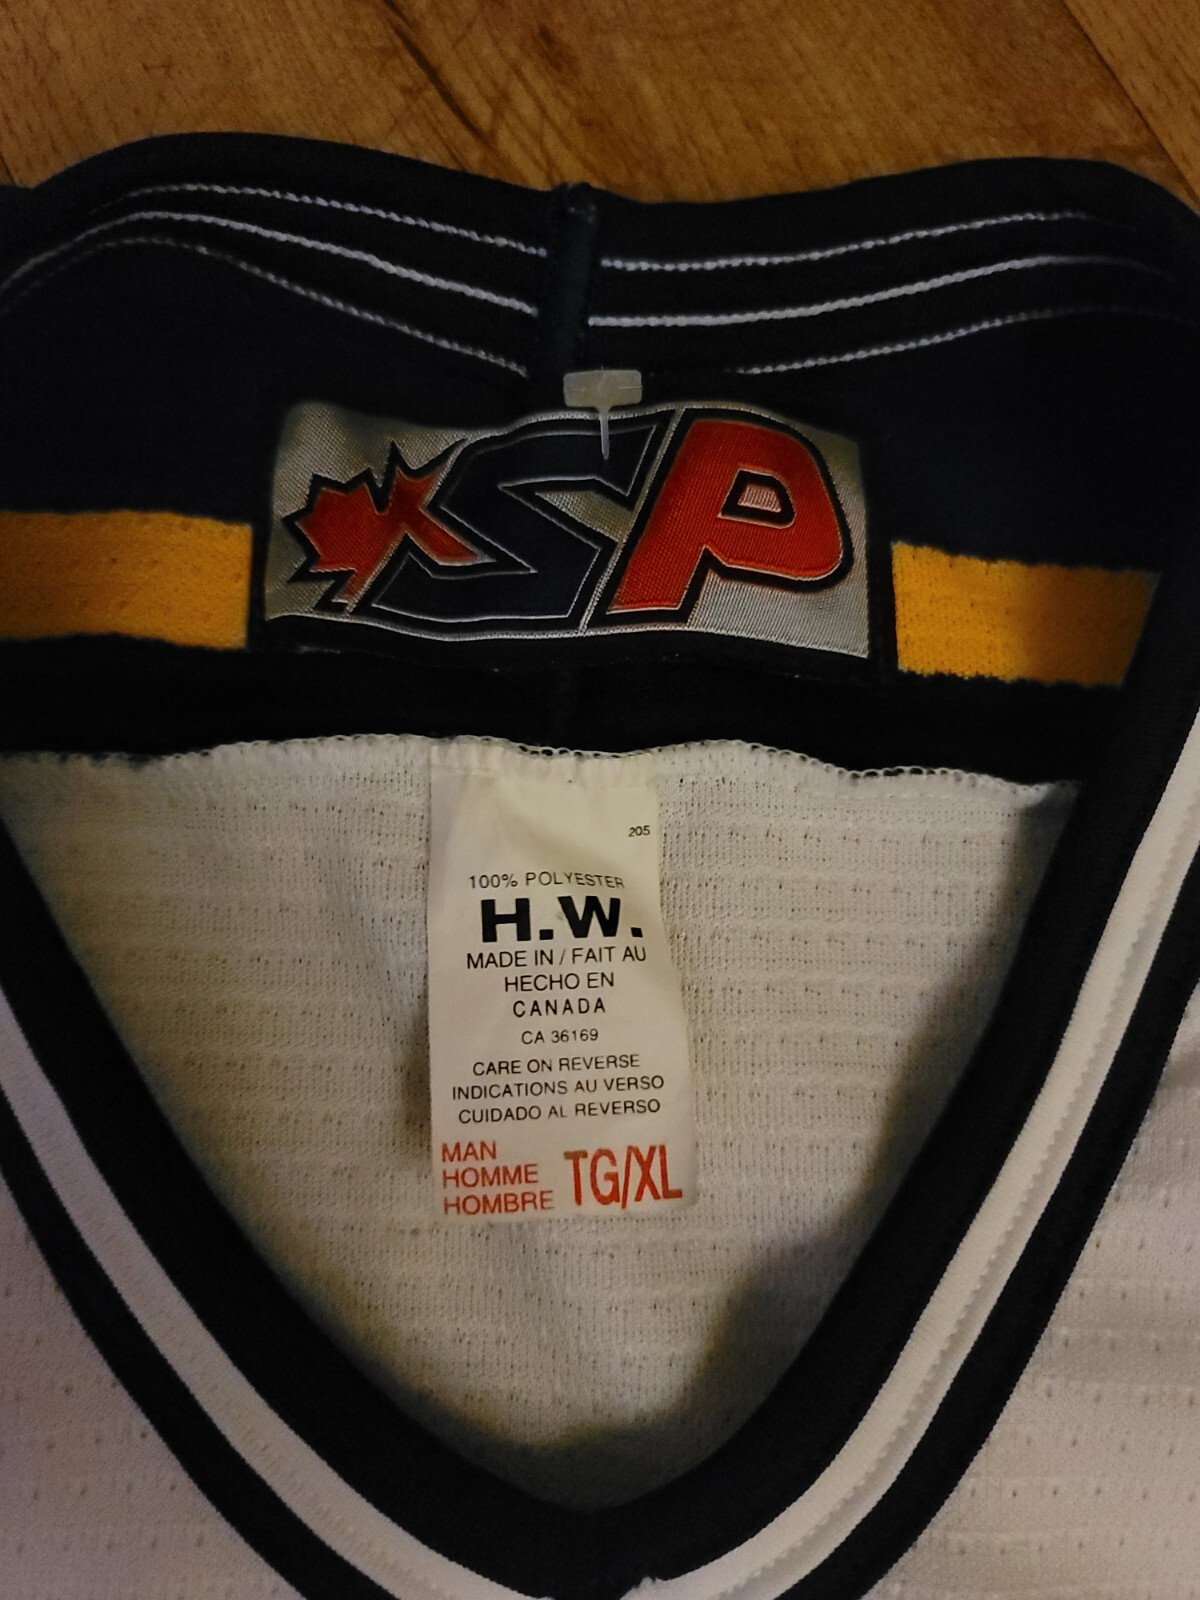 SP
205
100% POLYESTER
H.W.
MADE IN / FAIT AU
HECHO EN
CANADA
CA 36169
CARE ON REVERSE
INDICATIONS AU VERSO
CUIDADO AL REVERSO
MAN
HOMME
HOMBRE
TG/XL